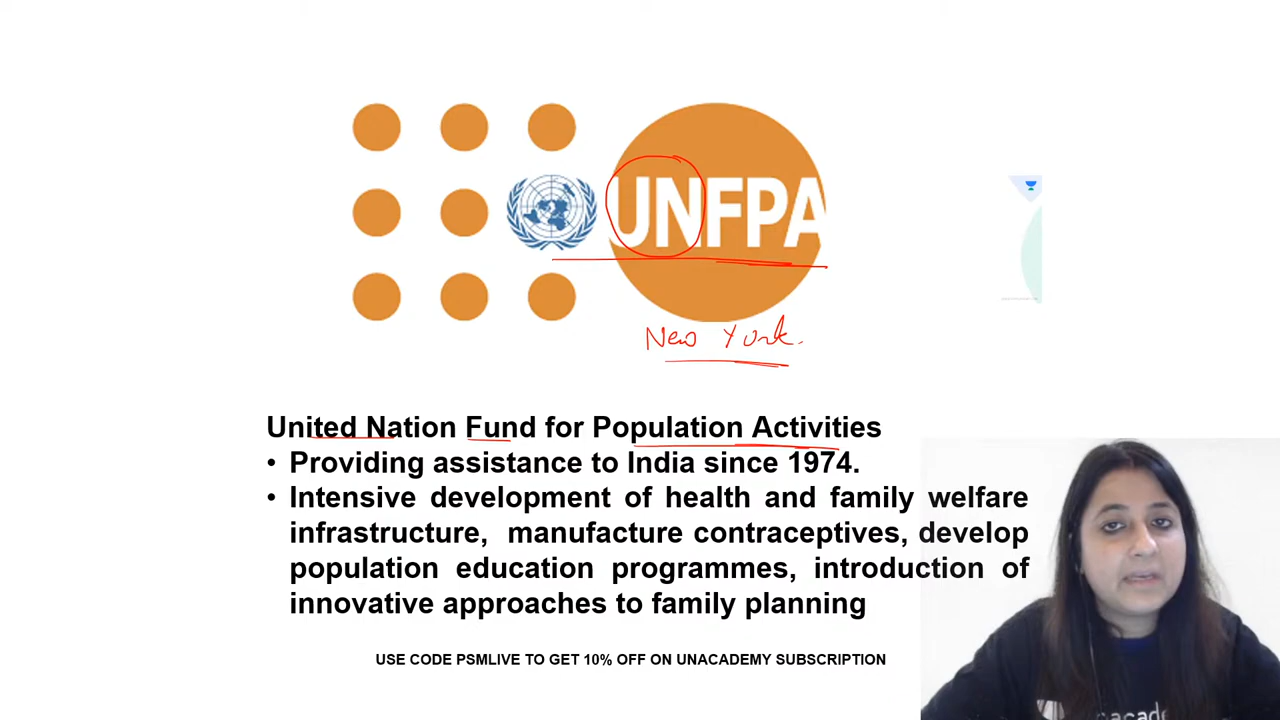 UNFPA
New York.
United Nation Fund for Population Activities
• Providing assistance to India since 1974.
• Intensive development of health and family welfare
infrastructure, manufacture contraceptives, develop
population education programmes, introduction of
innovative approaches to family planning
USE CODE PSMLIVE TO GET 10% OFF ON UNACADEMY SUBSCRIPTION